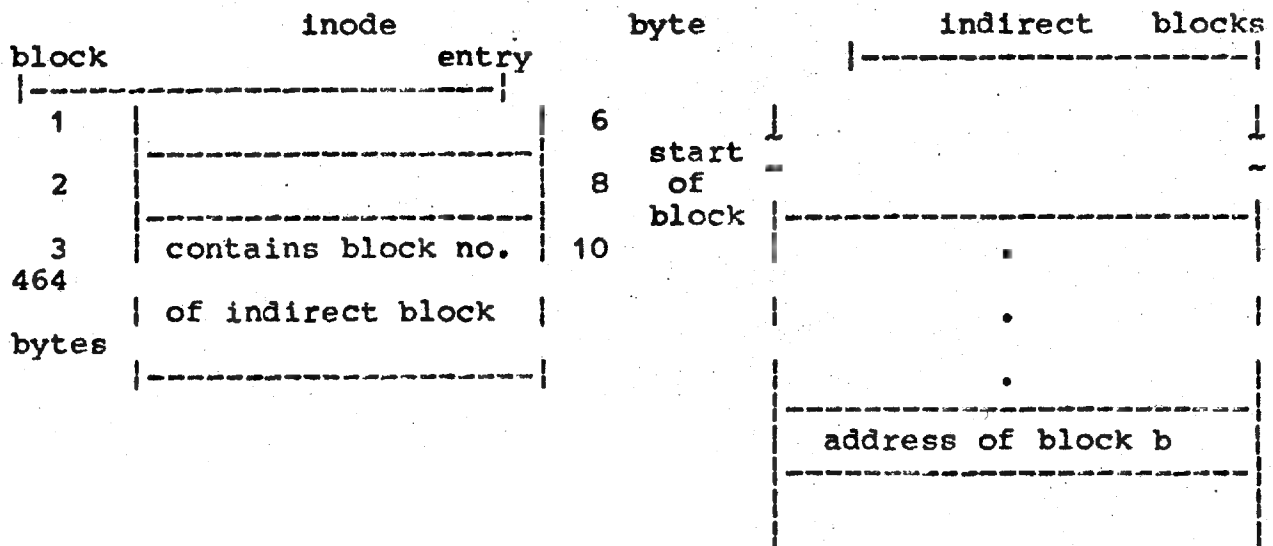 inode byte indirect blocks
block entry |---------------------|
|---------------------------|
1 | | 6
|----------------------| start
2 | | 8 of
|----------------------| block |---------------------------|
3 | contains block no. | 10 .
464
| of indirect block | .
bytes
|----------------------| .
|---------------------------|
address of block b
|---------------------------|